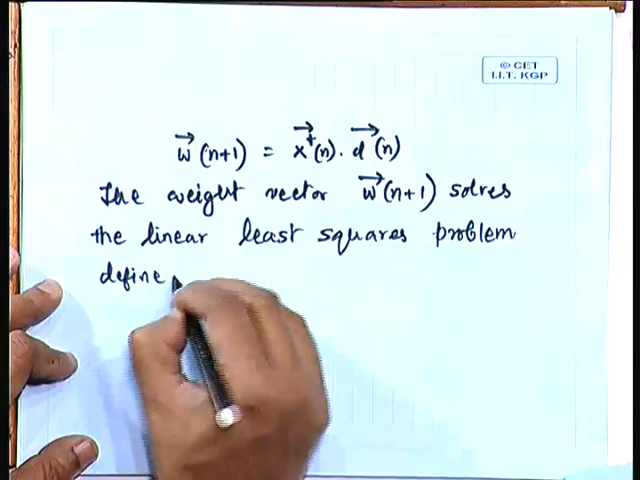 © CET
I.I.T. KGP
w⃗ (n+1) = x⃗⁺(n). d⃗ (n)
The weight vector w⃗ (n+1) solves
the linear least squares problem
define